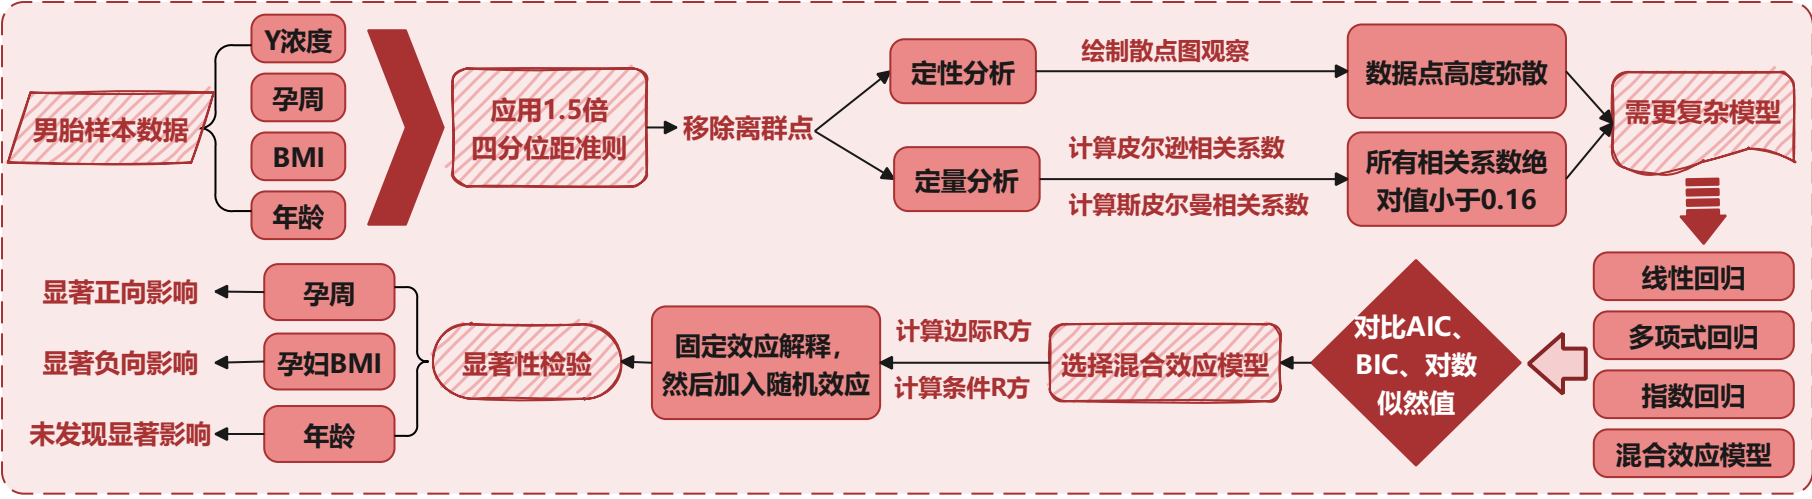 男胎样本数据
Y浓度
孕周
BMI
年龄
应用1.5倍
四分位距准则
移除离群点
定性分析
绘制散点图观察
数据点高度弥散
定量分析
计算皮尔逊相关系数
计算斯皮尔曼相关系数
所有相关系数绝
对值小于0.16
需更复杂模型
线性回归
多项式回归
指数回归
混合效应模型
对比AIC、
BIC、对数
似然值
选择混合效应模型
计算边际R方
计算条件R方
固定效应解释，
然后加入随机效应
显著性检验
孕周
显著正向影响
孕妇BMI
显著负向影响
年龄
未发现显著影响